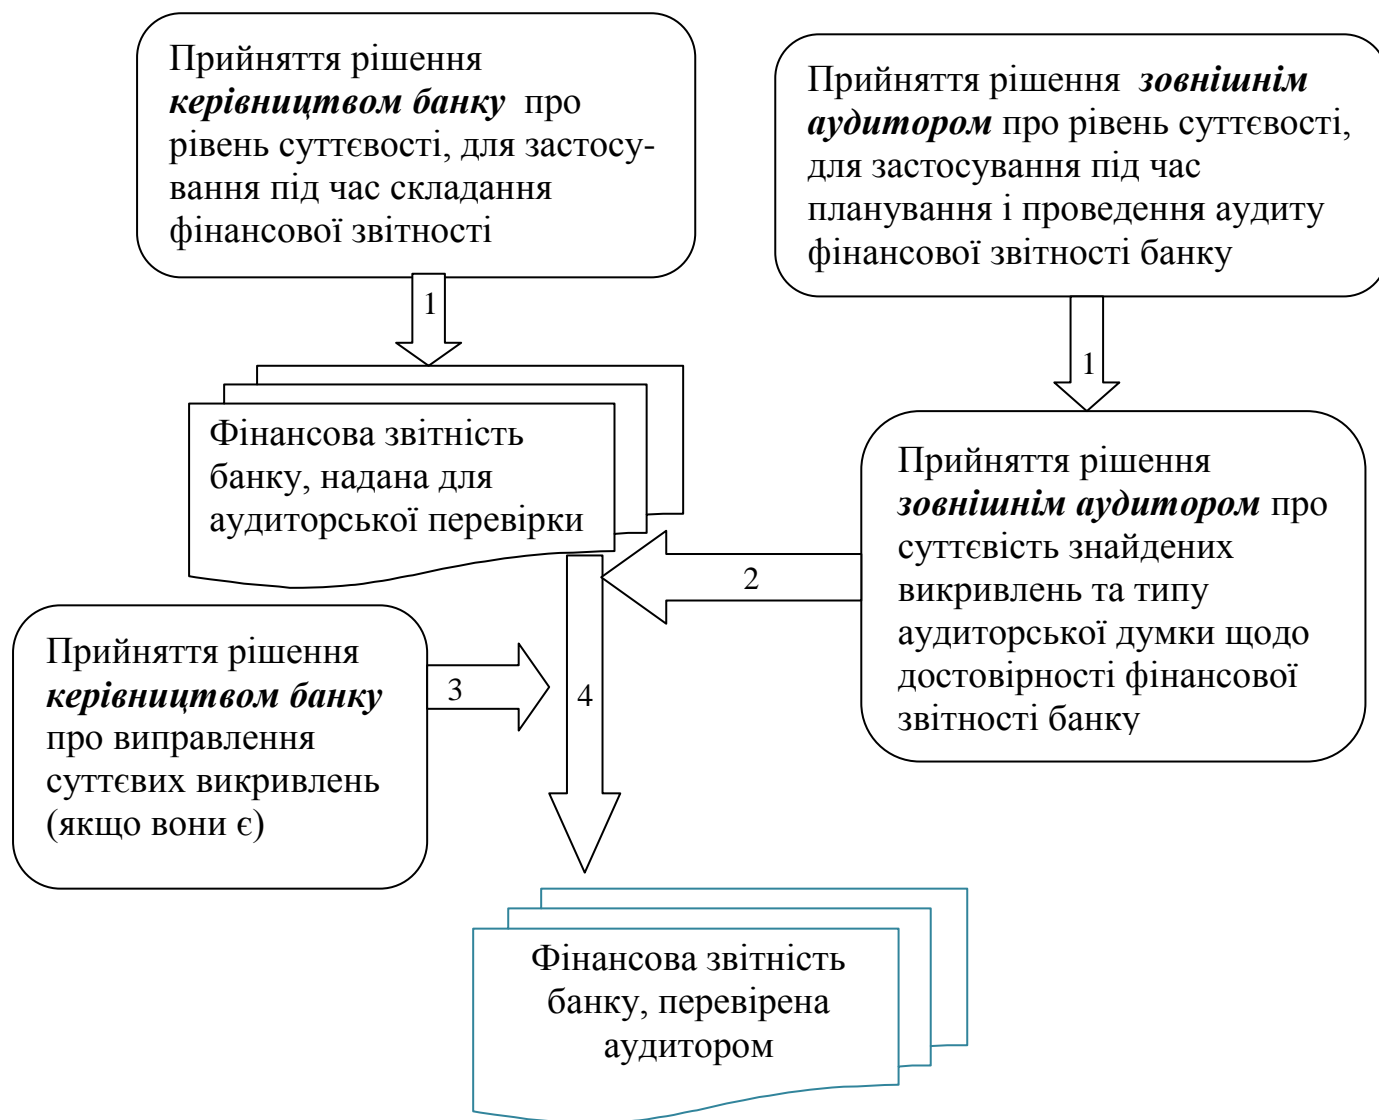 Прийняття рішення
керівництвом банку про
рівень суттєвості, для застосу-
вання під час складання
фінансової звітності
Прийняття рішення зовнішнім
аудитором про рівень суттєвості,
для застосування під час
планування і проведення аудиту
фінансової звітності банку
1
1
Фінансова звітність
банку, надана для
аудиторської перевірки
Прийняття рішення
зовнішнім аудитором про
суттєвість знайдених
викривлень та типу
аудиторської думки щодо
достовірності фінансової
звітності банку
2
Прийняття рішення
керівництвом банку
про виправлення
суттєвих викривлень
(якщо вони є)
3
4
Фінансова звітність
банку, перевірена
аудитором